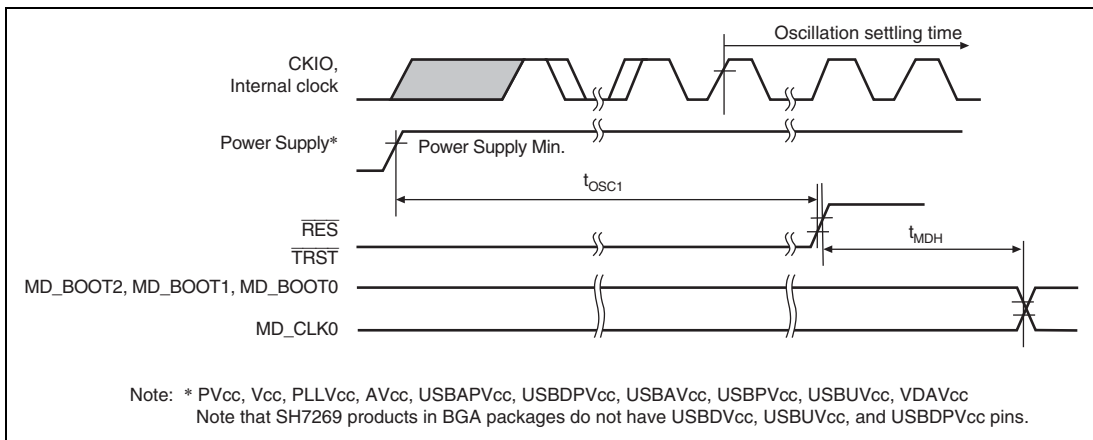 Oscillation settling time
CKIO,
Internal clock
Power Supply*
Power Supply Min.
tOSC1
RES
tMDH
TRST
MD_BOOT2, MD_BOOT1, MD_BOOT0
MD_CLK0
Note: * PVcc, Vcc, PLLVcc, AVcc, USBAPVcc, USBDPVcc, USBAVcc, USBPVcc, USBUVcc, VDAVcc
Note that SH7269 products in BGA packages do not have USBDVcc, USBUVcc, and USBDPVcc pins.